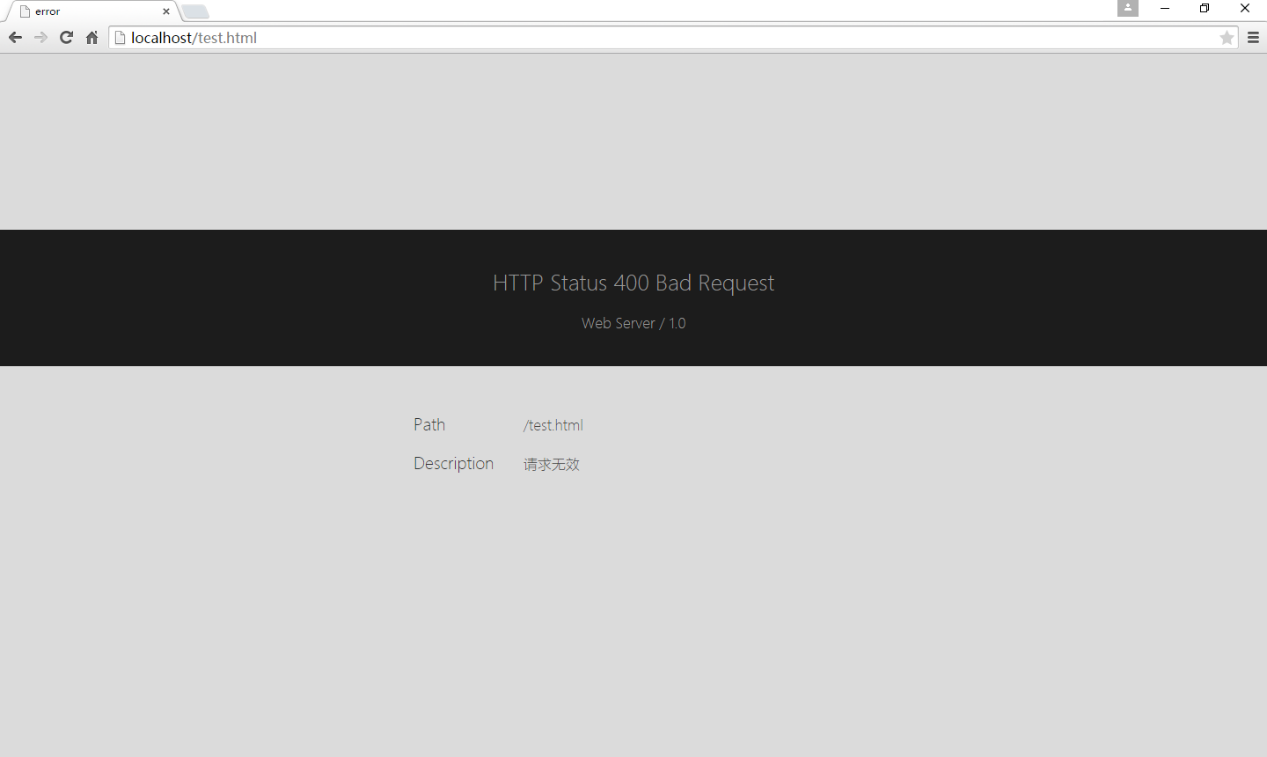 error
localhost/test.html
HTTP Status 400 Bad Request
Web Server / 1.0
Path /test.html
Description 请求无效